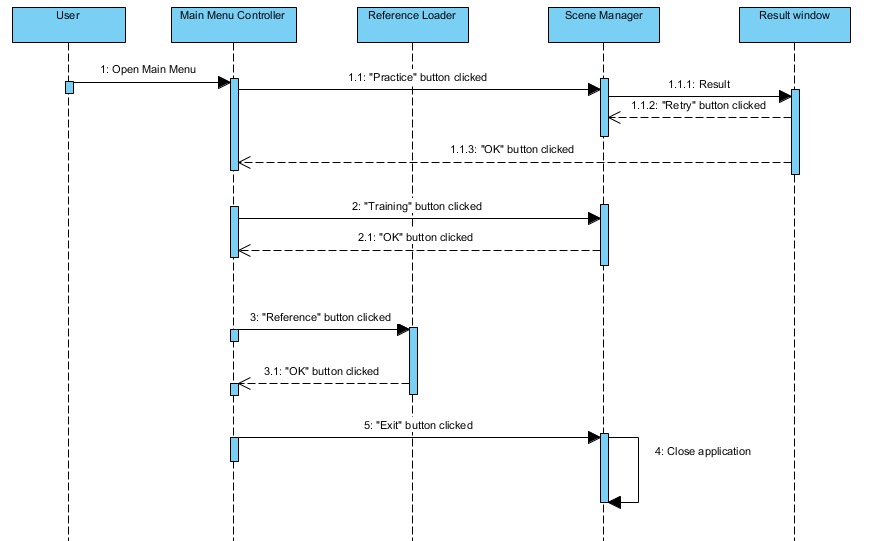 User
Main Menu Controller
Reference Loader
Scene Manager
Result window
1: Open Main Menu
1.1: "Practice" button clicked
1.1.1: Result
1.1.2: "Retry" button clicked
1.1.3: "OK" button clicked
2: "Training" button clicked
2.1: "OK" button clicked
3: "Reference" button clicked
3.1: "OK" button clicked
5: "Exit" button clicked
4: Close application